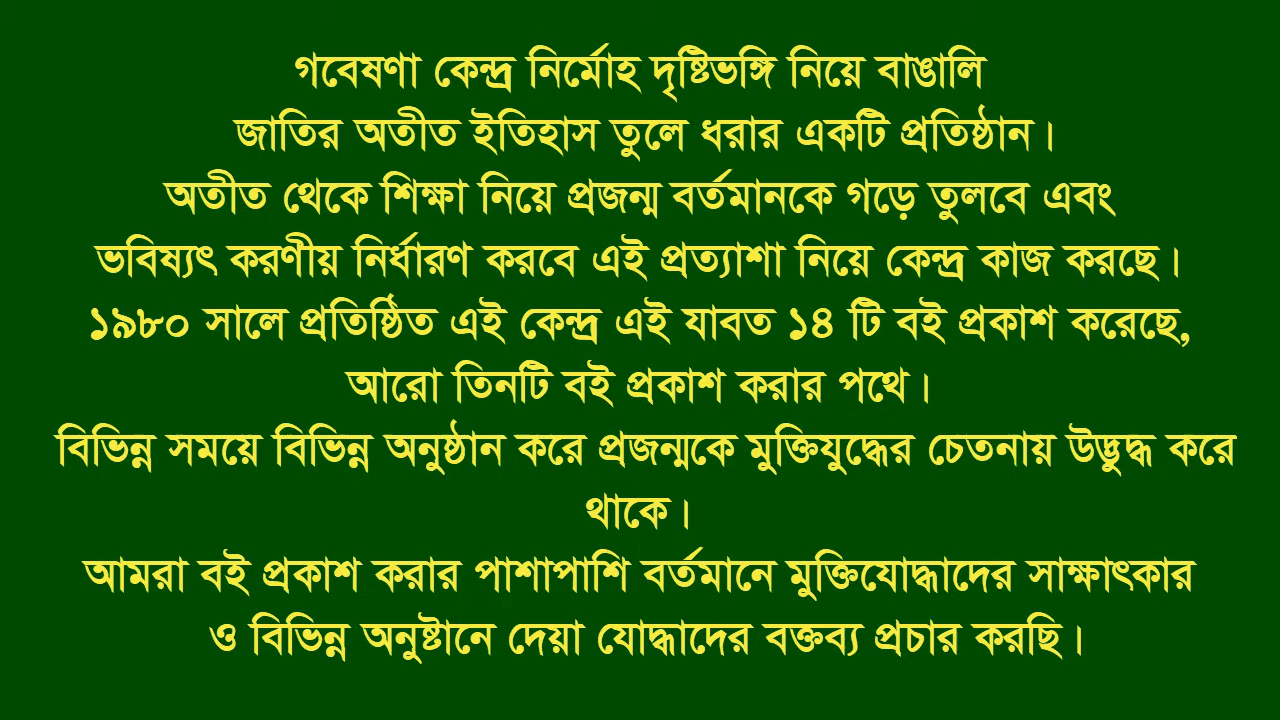 গবেষণা কেন্দ্র নির্মোহ দৃষ্টিভঙ্গি নিয়ে বাঙালি
জাতির অতীত ইতিহাস তুলে ধরার একটি প্রতিষ্ঠান।
অতীত থেকে শিক্ষা নিয়ে প্রজন্ম বর্তমানকে গড়ে তুলবে এবং
ভবিষ্যৎ করণীয় নির্ধারণ করবে এই প্রত্যাশা নিয়ে কেন্দ্র কাজ করছে।
১৯৮০ সালে প্রতিষ্ঠিত এই কেন্দ্র এই যাবত ১৪ টি বই প্রকাশ করেছে,
আরো তিনটি বই প্রকাশ করার পথে।
বিভিন্ন সময়ে বিভিন্ন অনুষ্ঠান করে প্রজন্মকে মুক্তিযুদ্ধের চেতনায় উদ্ভুদ্ধ করে
থাকে।
আমরা বই প্রকাশ করার পাশাপাশি বর্তমানে মুক্তিযোদ্ধাদের সাক্ষাৎকার
ও বিভিন্ন অনুষ্টানে দেয়া যোদ্ধাদের বক্তব্য প্রচার করছি।